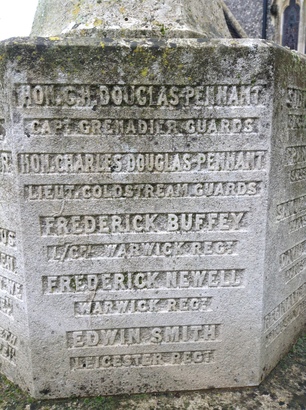 HON. G.H. DOUGLAS-PENNANT
CAPT GRENADIER GUARDS
HON. CHARLES DOUGLAS-PENNANT
LIEUT. COLDSTREAM GUARDS
FREDERICK BUFFEY
L/CPL WARWICK REGT
FREDERICK NEWELL
WARWICK REGT
EDWIN SMITH
LEICESTER REGT